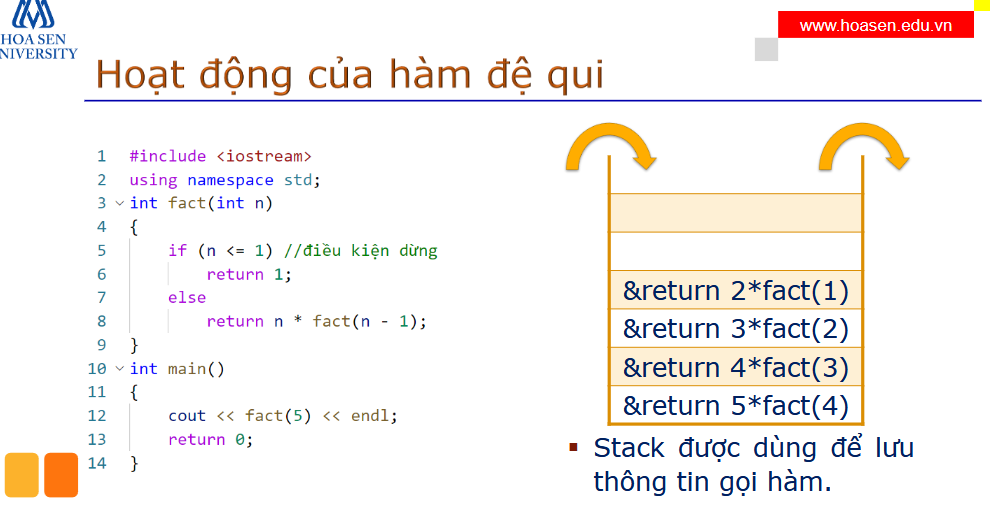 HOA SEN
NIVERSITY
www.hoasen.edu.vn
Hoạt động của hàm đệ qui
1 #include <iostream>
2 using namespace std;
3 int fact(int n)
4 {
5 if (n <= 1) //điều kiện dừng
6 return 1;
7 else
8 return n * fact(n - 1);
9 }
10 int main()
11 {
12 cout << fact(5) << endl;
13 return 0;
14 }
&return 2*fact(1)
&return 3*fact(2)
&return 4*fact(3)
&return 5*fact(4)
▪ Stack được dùng để lưu
thông tin gọi hàm.